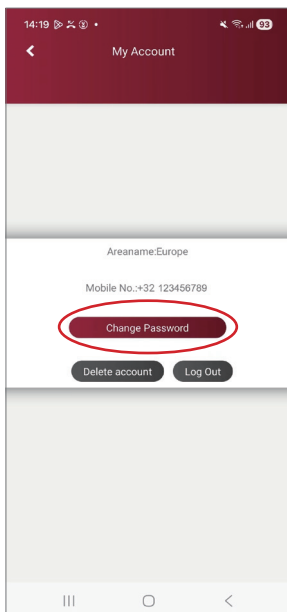 14:19 93
My Account
Areaname:Europe
Mobile No.:+32 123456789
Change Password
Delete account Log Out